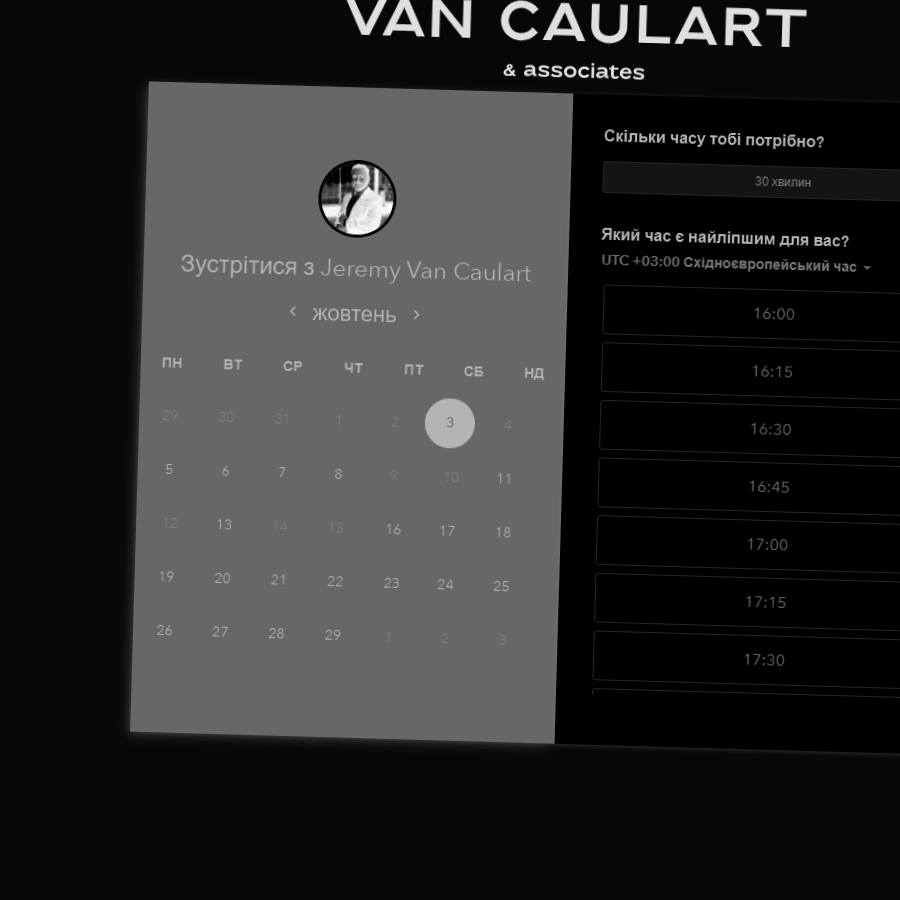 VAN CAULART
& associates
Зустрітися з Jeremy Van Caulart
жовтень
ПН ВТ СР ЧТ ПТ СБ НД
29 30 31 1 2 3 4
5 6 7 8 9 10 11
12 13 14 15 16 17 18
19 20 21 22 23 24 25
26 27 28 29 1 2 3
Скільки часу тобі потрібно?
30 хвилин
Який час є найліпшим для вас?
UTC +03:00 Східноєвропейський час
16:00
16:15
16:30
16:45
17:00
17:15
17:30